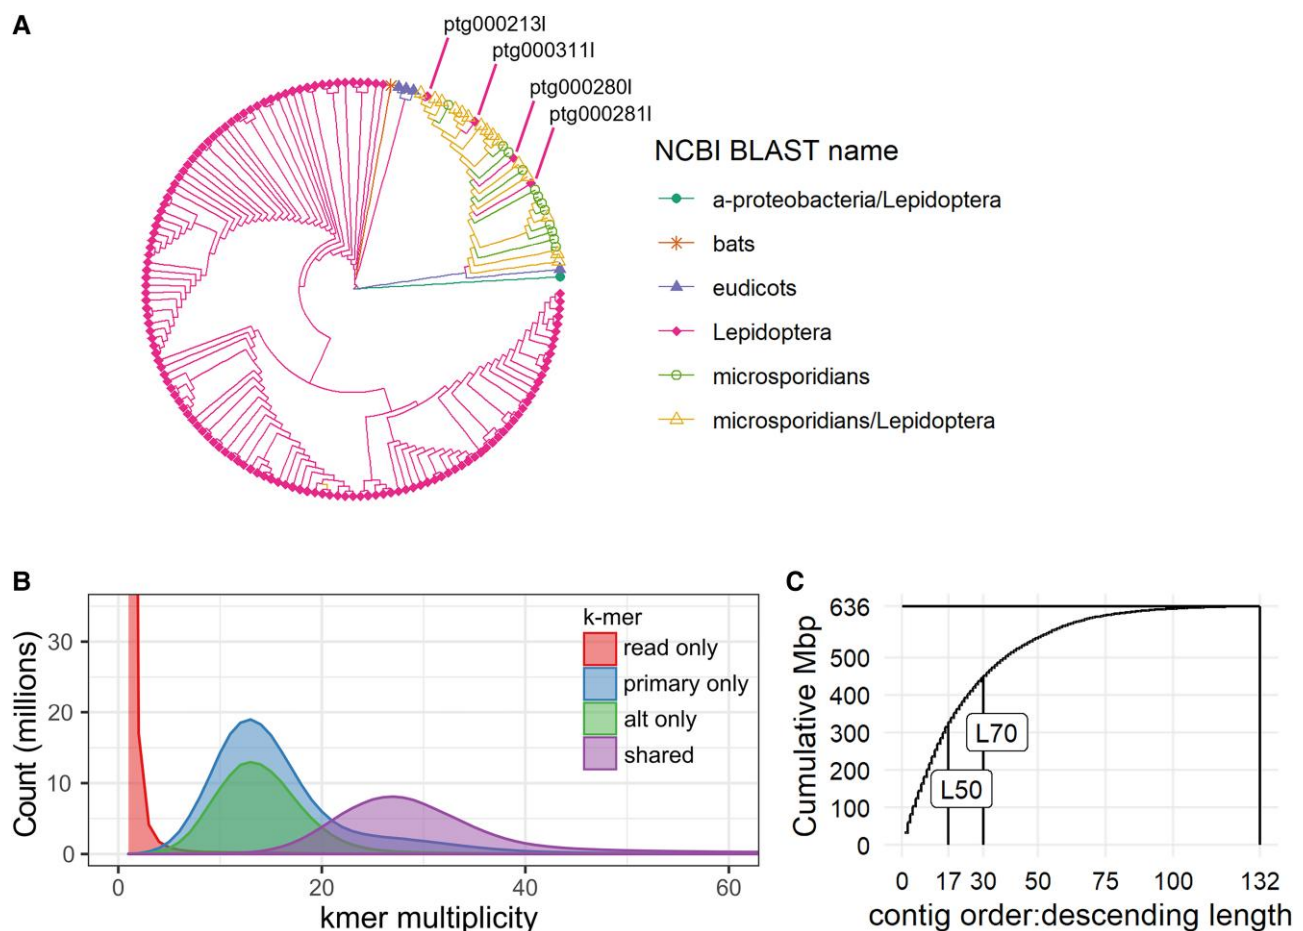 A
ptg000213l
ptg000311l
ptg000280l
ptg000281l
NCBI BLAST name
a-proteobacteria/Lepidoptera
bats
eudicots
Lepidoptera
microsporidians
microsporidians/Lepidoptera
B
Count (millions)
30
20
10
0
0 20 40 60
kmer multiplicity
k-mer
read only
primary only
alt only
shared
C
Cumulative Mbp
636
500
400
300
200
100
0
L70
L50
0 17 30 50 75 100 132
contig order:descending length